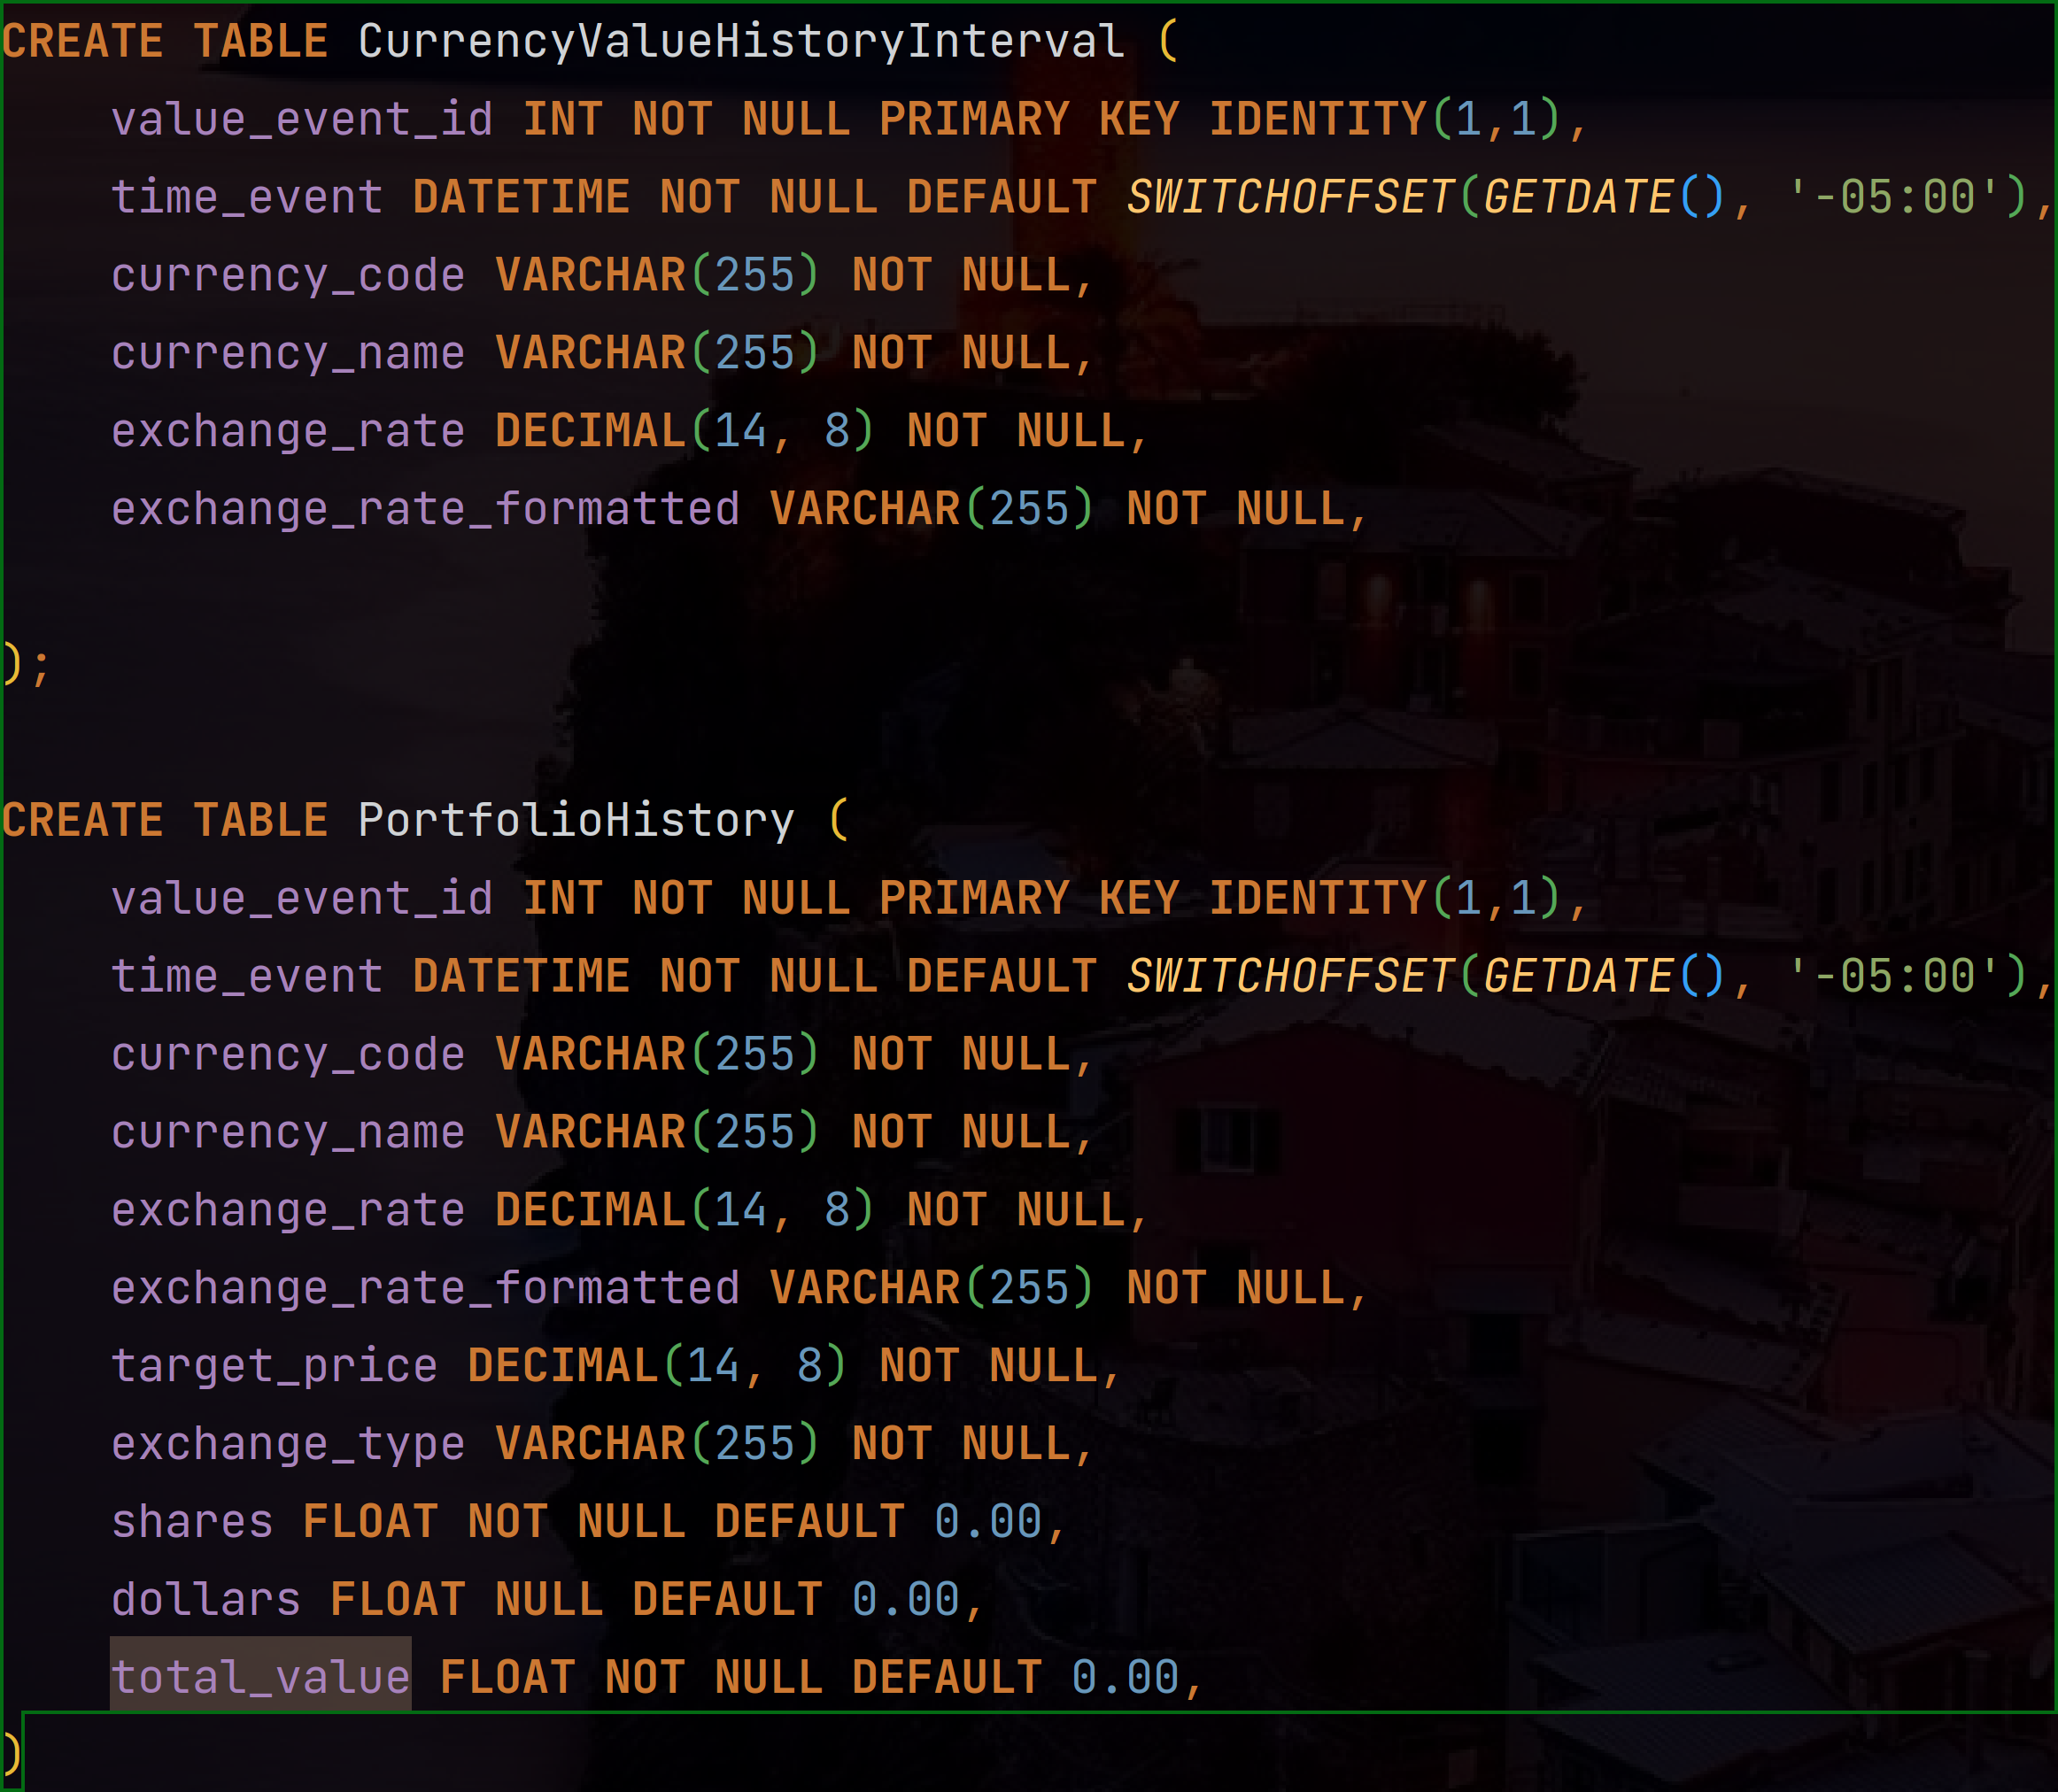 CREATE TABLE CurrencyValueHistoryInterval (
    value_event_id INT NOT NULL PRIMARY KEY IDENTITY(1,1),
    time_event DATETIME NOT NULL DEFAULT SWITCHOFFSET(GETDATE(), '-05:00'),
    currency_code VARCHAR(255) NOT NULL,
    currency_name VARCHAR(255) NOT NULL,
    exchange_rate DECIMAL(14, 8) NOT NULL,
    exchange_rate_formatted VARCHAR(255) NOT NULL,
);
CREATE TABLE PortfolioHistory (
    value_event_id INT NOT NULL PRIMARY KEY IDENTITY(1,1),
    time_event DATETIME NOT NULL DEFAULT SWITCHOFFSET(GETDATE(), '-05:00'),
    currency_code VARCHAR(255) NOT NULL,
    currency_name VARCHAR(255) NOT NULL,
    exchange_rate DECIMAL(14, 8) NOT NULL,
    exchange_rate_formatted VARCHAR(255) NOT NULL,
    target_price DECIMAL(14, 8) NOT NULL,
    exchange_type VARCHAR(255) NOT NULL,
    shares FLOAT NOT NULL DEFAULT 0.00,
    dollars FLOAT NULL DEFAULT 0.00,
    total_value FLOAT NOT NULL DEFAULT 0.00,
)